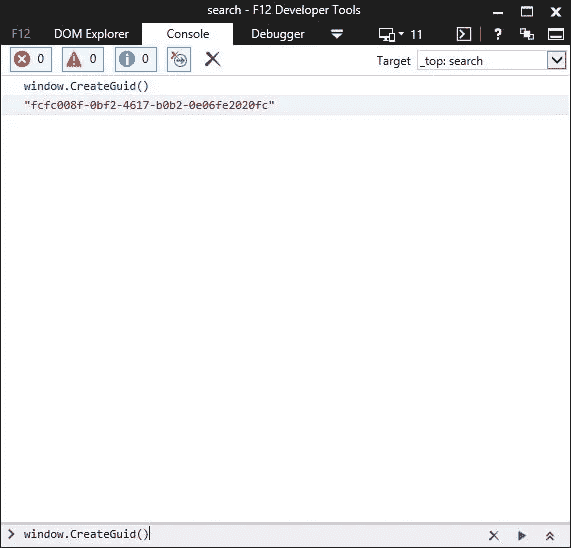 search - F12 Developer Tools
F12 DOM Explorer Console Debugger 11 ?
0 0 0 Target _top: search
window.CreateGuid()
"fcfc008f-0bf2-4617-b0b2-0e06fe2020fc"
window.CreateGuid()